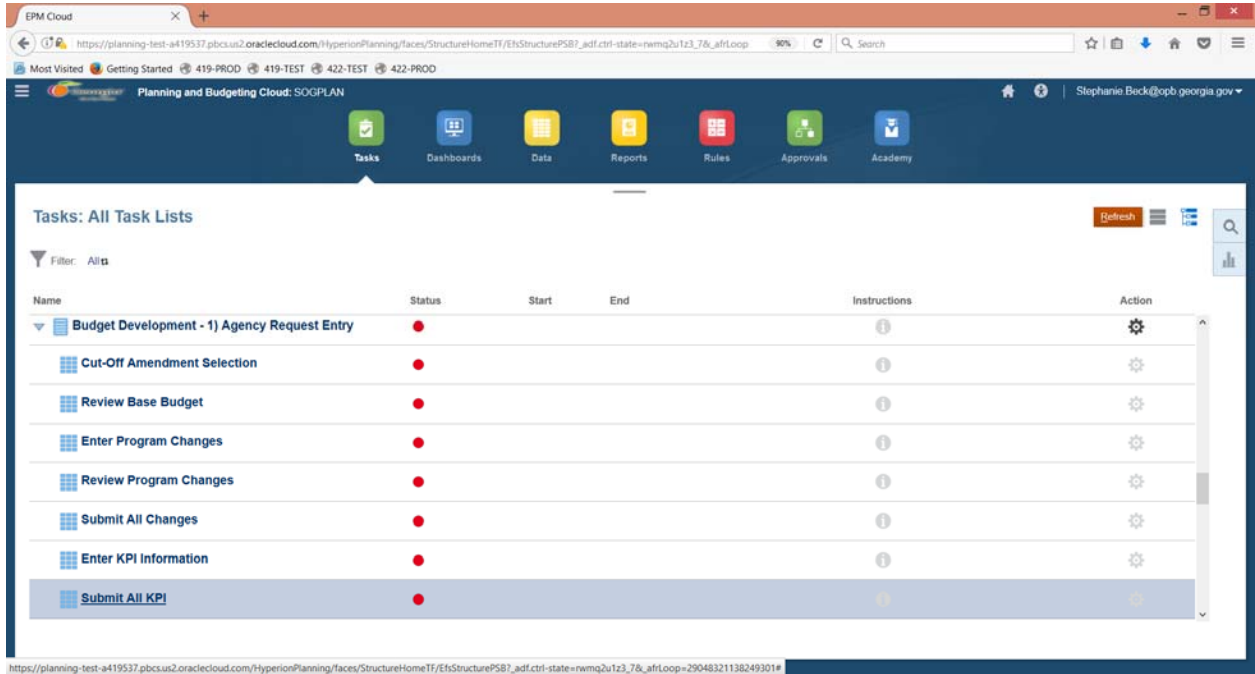 EPM Cloud
https://planning-test-a419537.pbcs.us2.oraclecloud.com/HyperionPlanning/faces/StructureHomeTF/EfsStructurePSB?_adf.ctrl-state=rwmq2u1z3_7&_afrLoop 90% Search
Most Visited Getting Started 419-PROD 419-TEST 422-TEST 422-PROD
Planning and Budgeting Cloud: SOGPLAN Stephanie.Beck@opb.georgia.gov
Tasks Dashboards Data Reports Rules Approvals Academy
Tasks: All Task Lists Refresh
Filter: All
Name Status Start End Instructions Action
Budget Development - 1) Agency Request Entry
Cut-Off Amendment Selection
Review Base Budget
Enter Program Changes
Review Program Changes
Submit All Changes
Enter KPI Information
Submit All KPI
https://planning-test-a419537.pbcs.us2.oraclecloud.com/HyperionPlanning/faces/StructureHomeTF/EfsStructurePSB?_adf.ctrl-state=rwmq2u1z3_7&_afrLoop=29048321138249301#